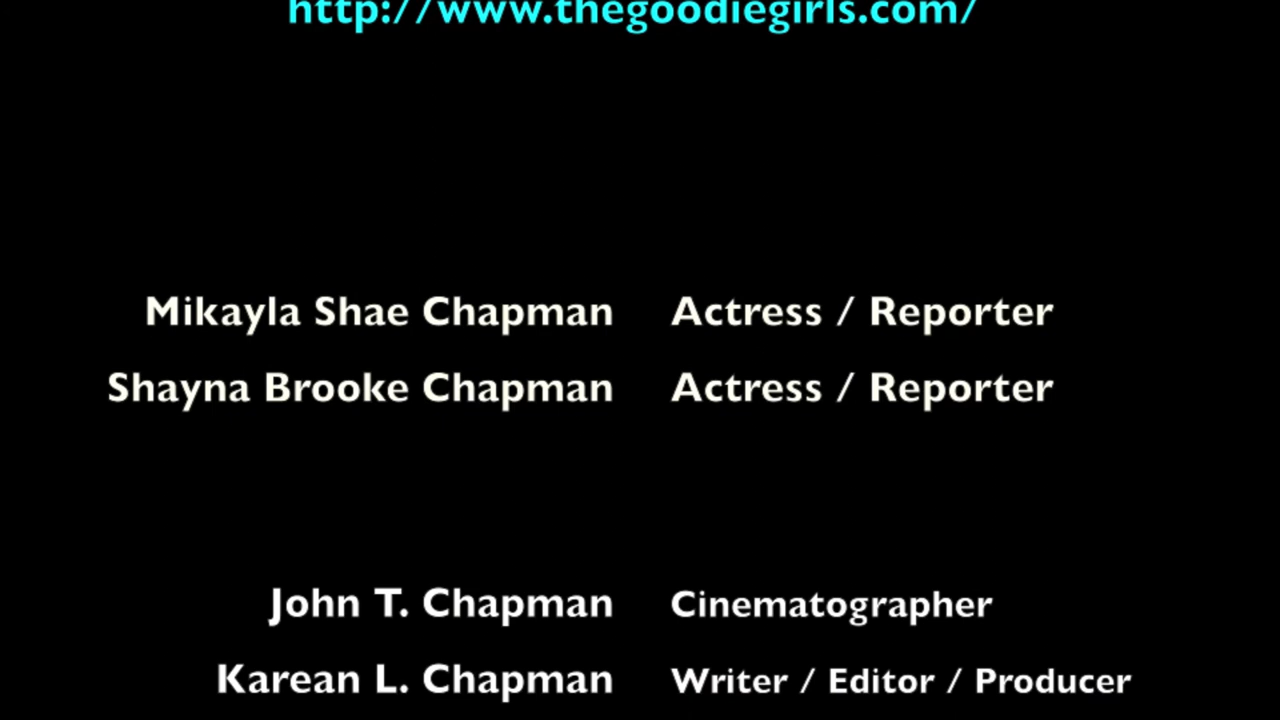 http://www.thegoodiegirls.com/
Mikayla Shae Chapman Actress / Reporter
Shayna Brooke Chapman Actress / Reporter
John T. Chapman Cinematographer
Karean L. Chapman Writer / Editor / Producer